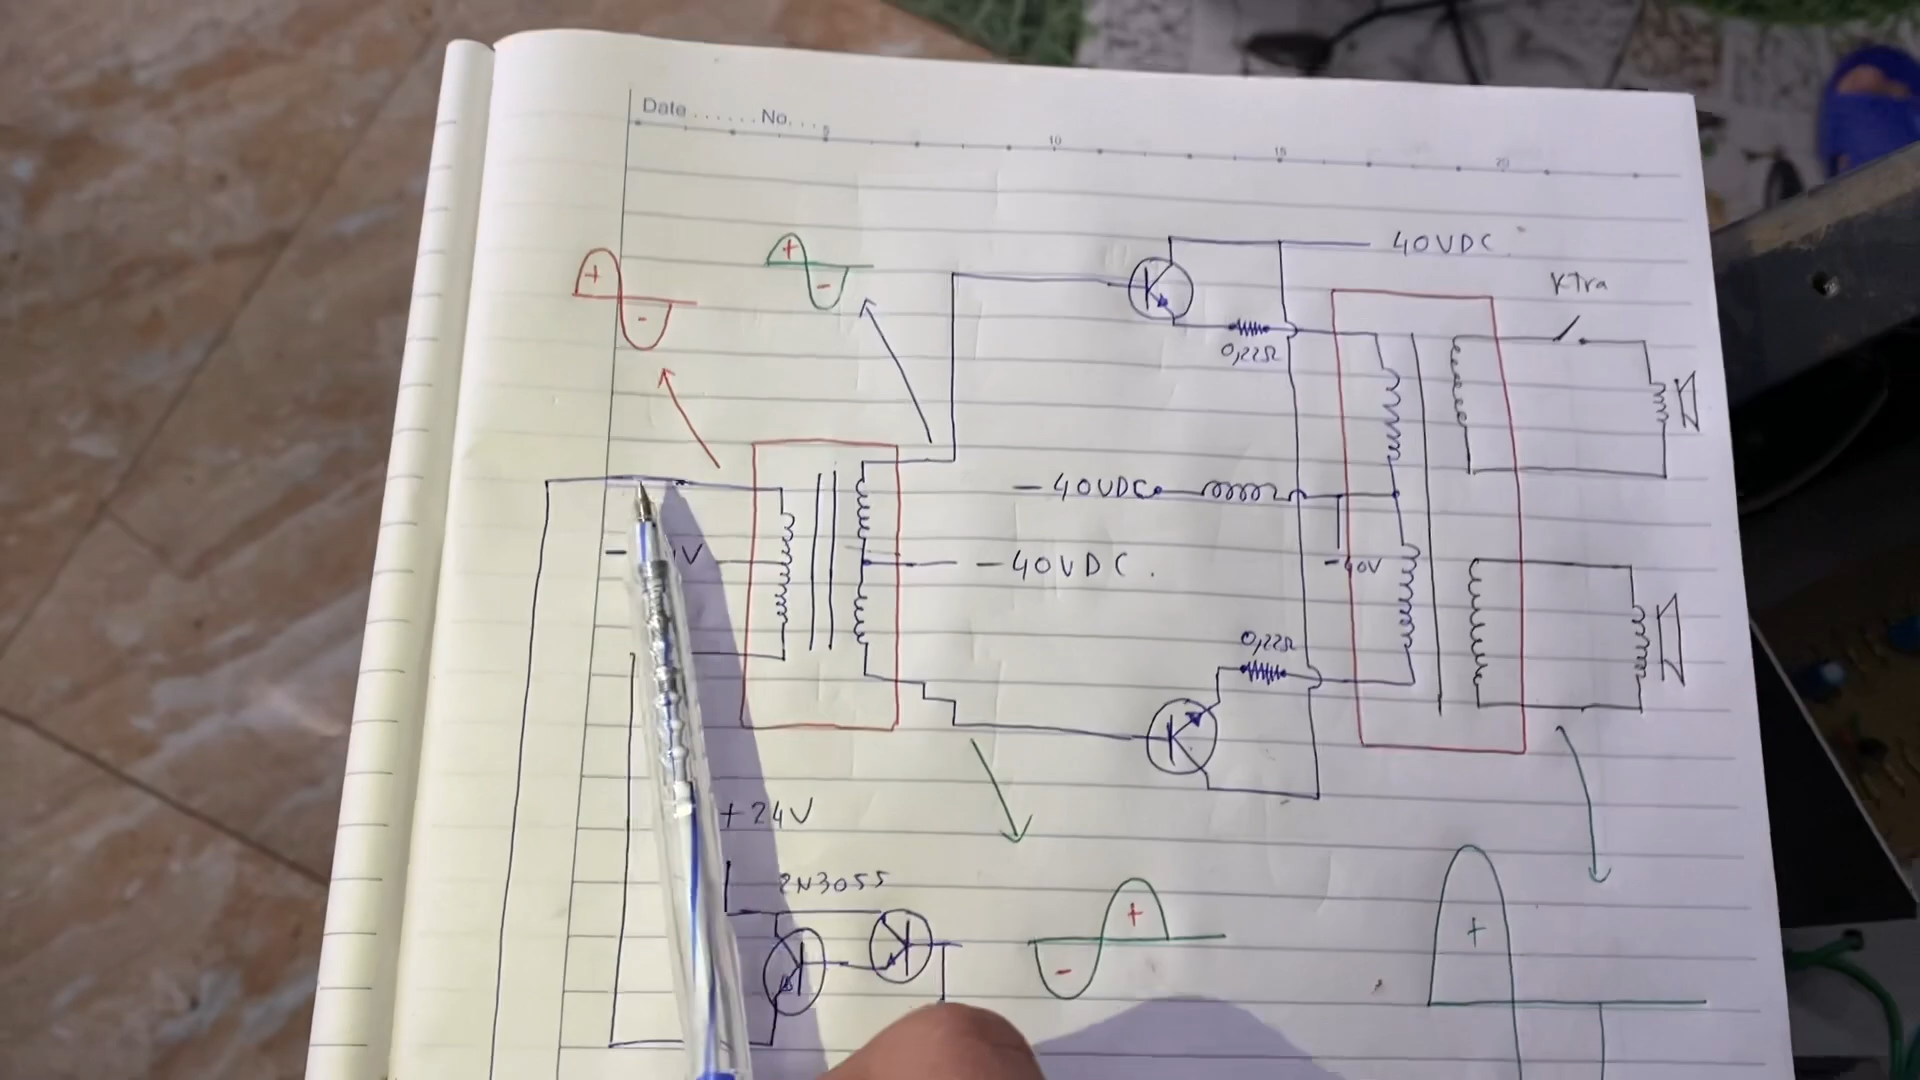 Date ...... No. ...
5 10 15 20
+ -
+ -
40VDC
KTra
0,22Ω
-40VDC
-40VDC.
-40V
0,22Ω
+24V
2N3055
+
-
+